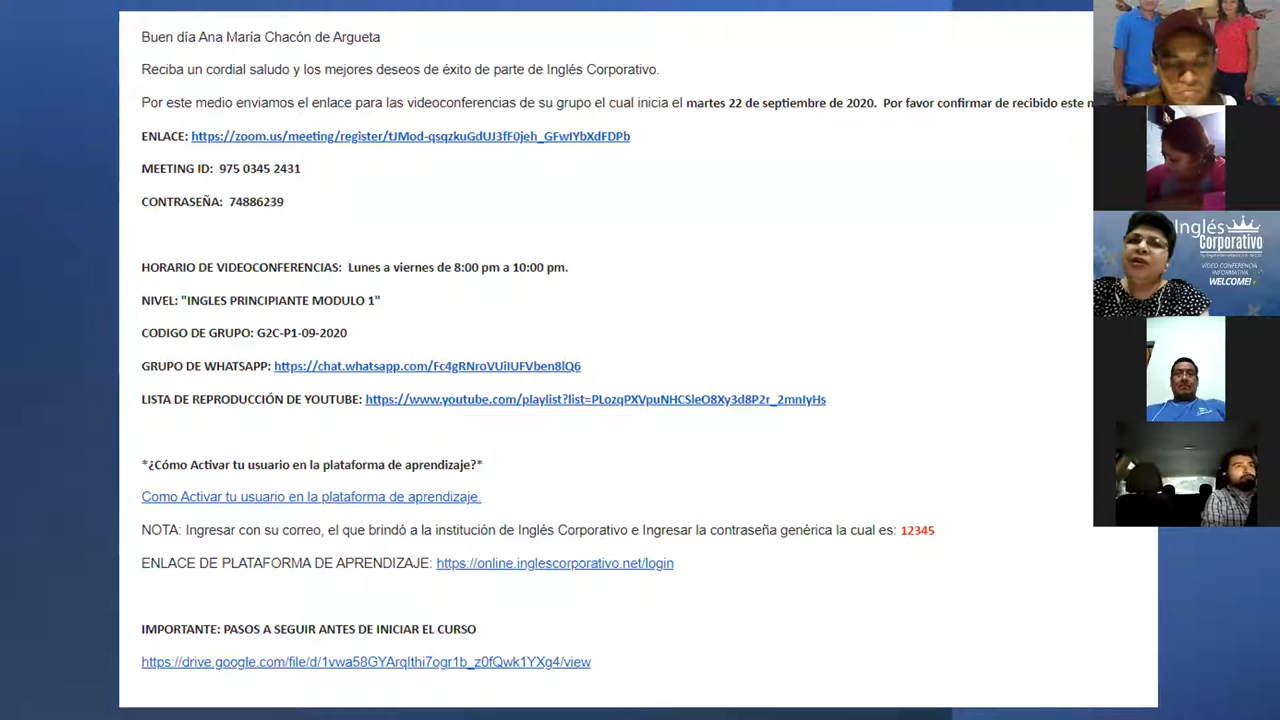 Buen día Ana María Chacón de Argueta
Reciba un cordial saludo y los mejores deseos de éxito de parte de Inglés Corporativo.
Por este medio enviamos el enlace para las videoconferencias de su grupo el cual inicia el martes 22 de septiembre de 2020. Por favor confirmar de recibido este
ENLACE: https://zoom.us/meeting/register/tJMod-qsqzkuGdUJ3fF0jeh_GFwIYbXdFDPb
MEETING ID: 975 0345 2431
CONTRASEÑA: 74886239
HORARIO DE VIDEOCONFERENCIAS: Lunes a viernes de 8:00 pm a 10:00 pm.
NIVEL: "INGLES PRINCIPIANTE MODULO 1"
CODIGO DE GRUPO: G2C-P1-09-2020
GRUPO DE WHATSAPP: https://chat.whatsapp.com/Fc4gRNroVUiIUFVben8lQ6
LISTA DE REPRODUCCIÓN DE YOUTUBE: https://www.youtube.com/playlist?list=PLozqPXVpuNHCSleO8Xy3d8P2r_2mnIyHs
*¿Cómo Activar tu usuario en la plataforma de aprendizaje?*
Como Activar tu usuario en la plataforma de aprendizaje.
NOTA: Ingresar con su correo, el que brindó a la institución de Inglés Corporativo e Ingresar la contraseña genérica la cual es: 12345
ENLACE DE PLATAFORMA DE APRENDIZAJE: https://online.inglescorporativo.net/login
IMPORTANTE: PASOS A SEGUIR ANTES DE INICIAR EL CURSO
https://drive.google.com/file/d/1vwa58GYArqIthi7ogr1b_z0fQwk1YXg4/view
Inglés
Corporativo
VÍDEO CONFERENCIA
INFORMATIVA
WELCOME!